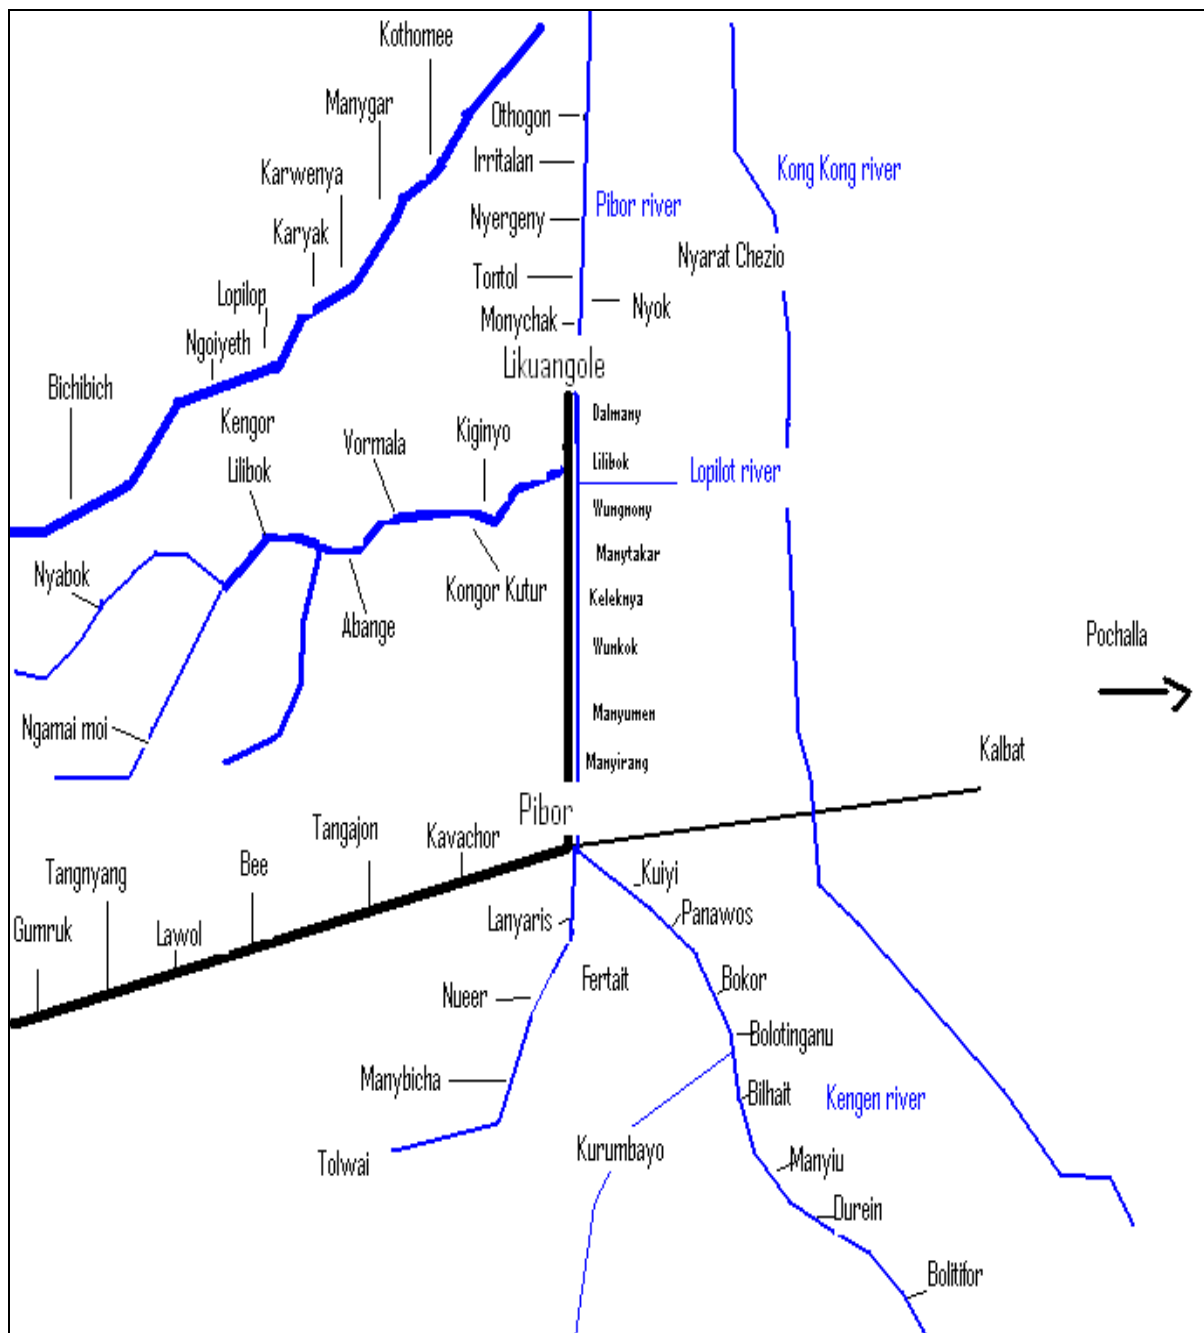 Kothomee
Manygar
Othogon
Irritalan
Karwenya
Kong Kong river
Pibor river
Nyergeny
Karyak
Nyarat Chezio
Tontol
Lopilop
Nyok
Monychak
Ngoiyeth
Likuangole
Bichibich
Dalmany
Kengor
Kiginyo
Vormala
Lilibok
Lilibok
Lopilot river
Wungnony
Manytakar
Nyabok
Kongor Kutur
Keleknya
Abange
Pochalla
Wunkok
Manyumen
Ngamai moi
Kalbat
Manyirang
Pibor
Tangajon
Kavachor
Bee
Tangnyang
Kuiyi
Lanyaris
Panawos
Gumruk
Lawol
Fertait
Bokor
Nueer
Bolotinganu
Manybicha
Bilhait
Kengen river
Kurumbayo
Tolwai
Manyiu
Durein
Bolitifor